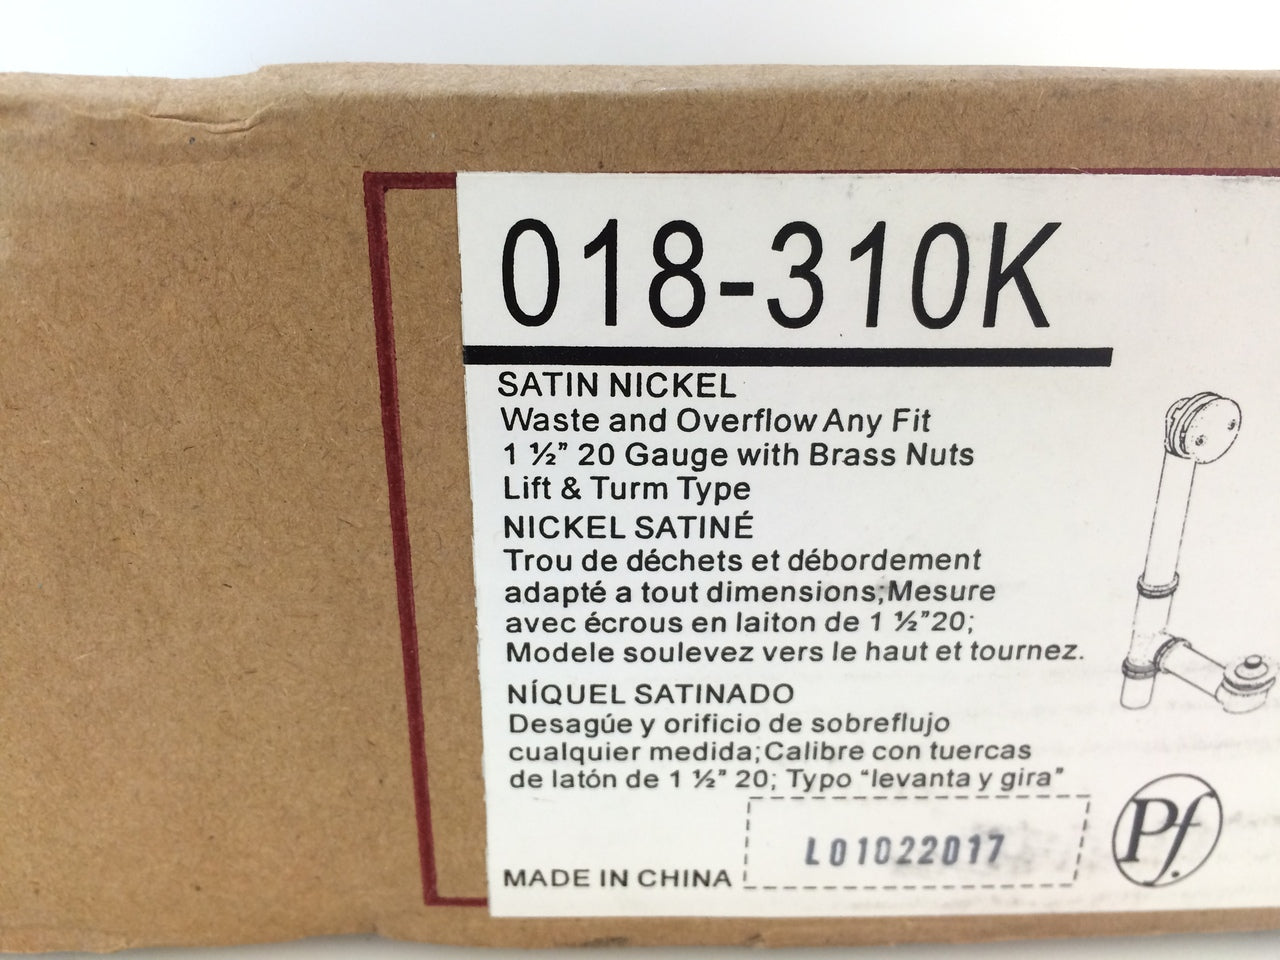 018-310K
SATIN NICKEL
Waste and Overflow Any Fit
1 ½" 20 Gauge with Brass Nuts
Lift & Turm Type
NICKEL SATINÉ
Trou de déchets et débordement
adapté a tout dimensions;Mesure
avec écrous en laiton de 1 ½"20;
Modele soulevez vers le haut et tournez.
NÍQUEL SATINADO
Desagúe y orificio de sobreflujo
cualquier medida;Calibre con tuercas
de latón de 1 ½" 20; Typo "levanta y gira"
L01022017
MADE IN CHINA
Pf.